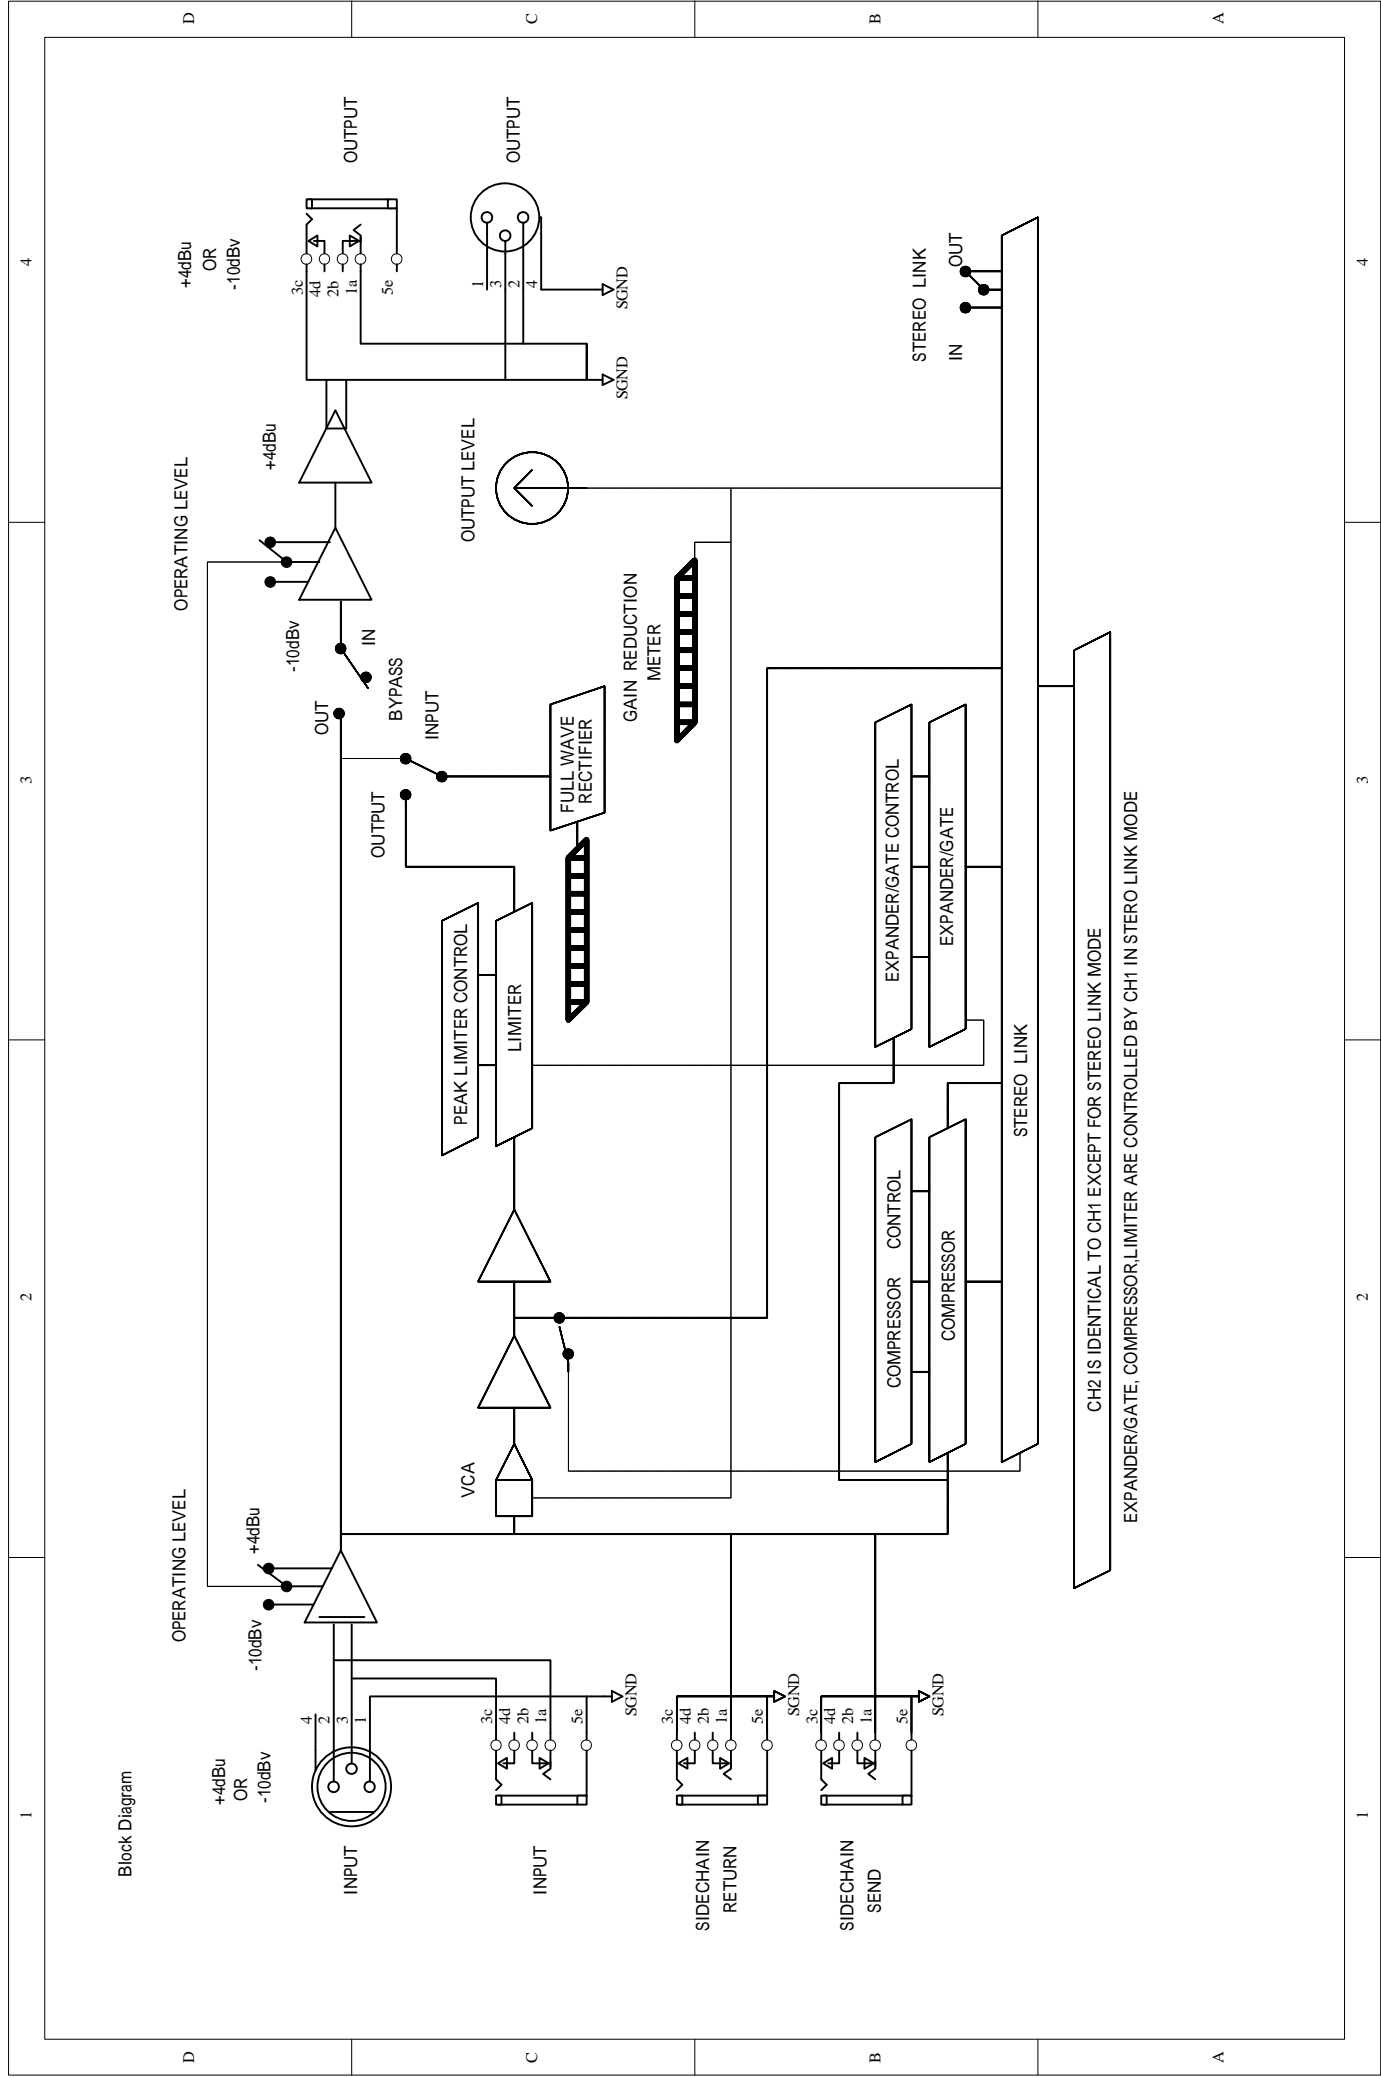 Block Diagram
D
C
B
A
1
2
3
4
OPERATING LEVEL
-10dBv
+4dBu
+4dBu
OR
-10dBv
INPUT
4
2
3
1
INPUT
3c
4d
2b
1a
5e
SGND
SIDECHAIN
RETURN
3c
4d
2b
1a
5e
SGND
SIDECHAIN
SEND
3c
4d
2b
1a
5e
SGND
VCA
PEAK LIMITER CONTROL
LIMITER
OUTPUT
INPUT
FULL WAVE
RECTIFIER
OUT
BYPASS
IN
OPERATING LEVEL
-10dBv
+4dBu
GAIN REDUCTION
METER
OUTPUT LEVEL
+4dBu
OR
-10dBv
3c
4d
2b
1a
5e
OUTPUT
1
3
2
4
OUTPUT
SGND
SGND
COMPRESSOR CONTROL
COMPRESSOR
EXPANDER/GATE CONTROL
EXPANDER/GATE
STEREO LINK
STEREO LINK
IN
OUT
CH2 IS IDENTICAL TO CH1 EXCEPT FOR STEREO LINK MODE
EXPANDER/GATE, COMPRESSOR,LIMITER ARE CONTROLLED BY CH1 IN STERO LINK MODE
1
2
3
4
D
C
B
A